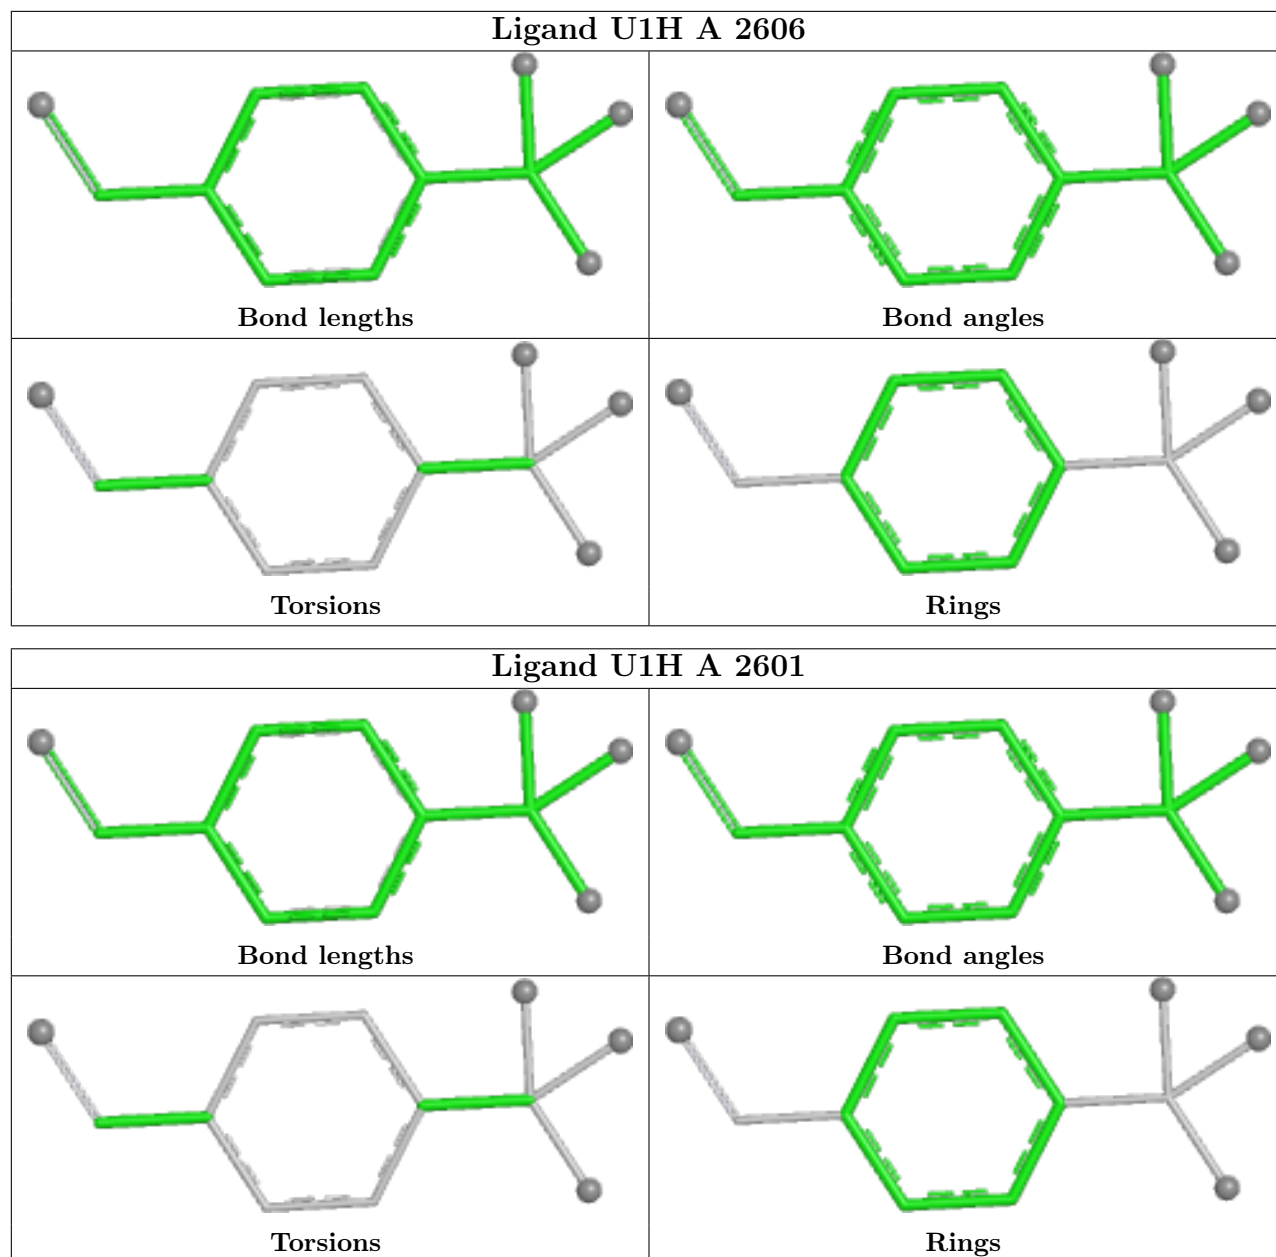 Ligand U1H A 2606
Bond lengths
Bond angles
Torsions
Rings
Ligand U1H A 2601
Bond lengths
Bond angles
Torsions
Rings